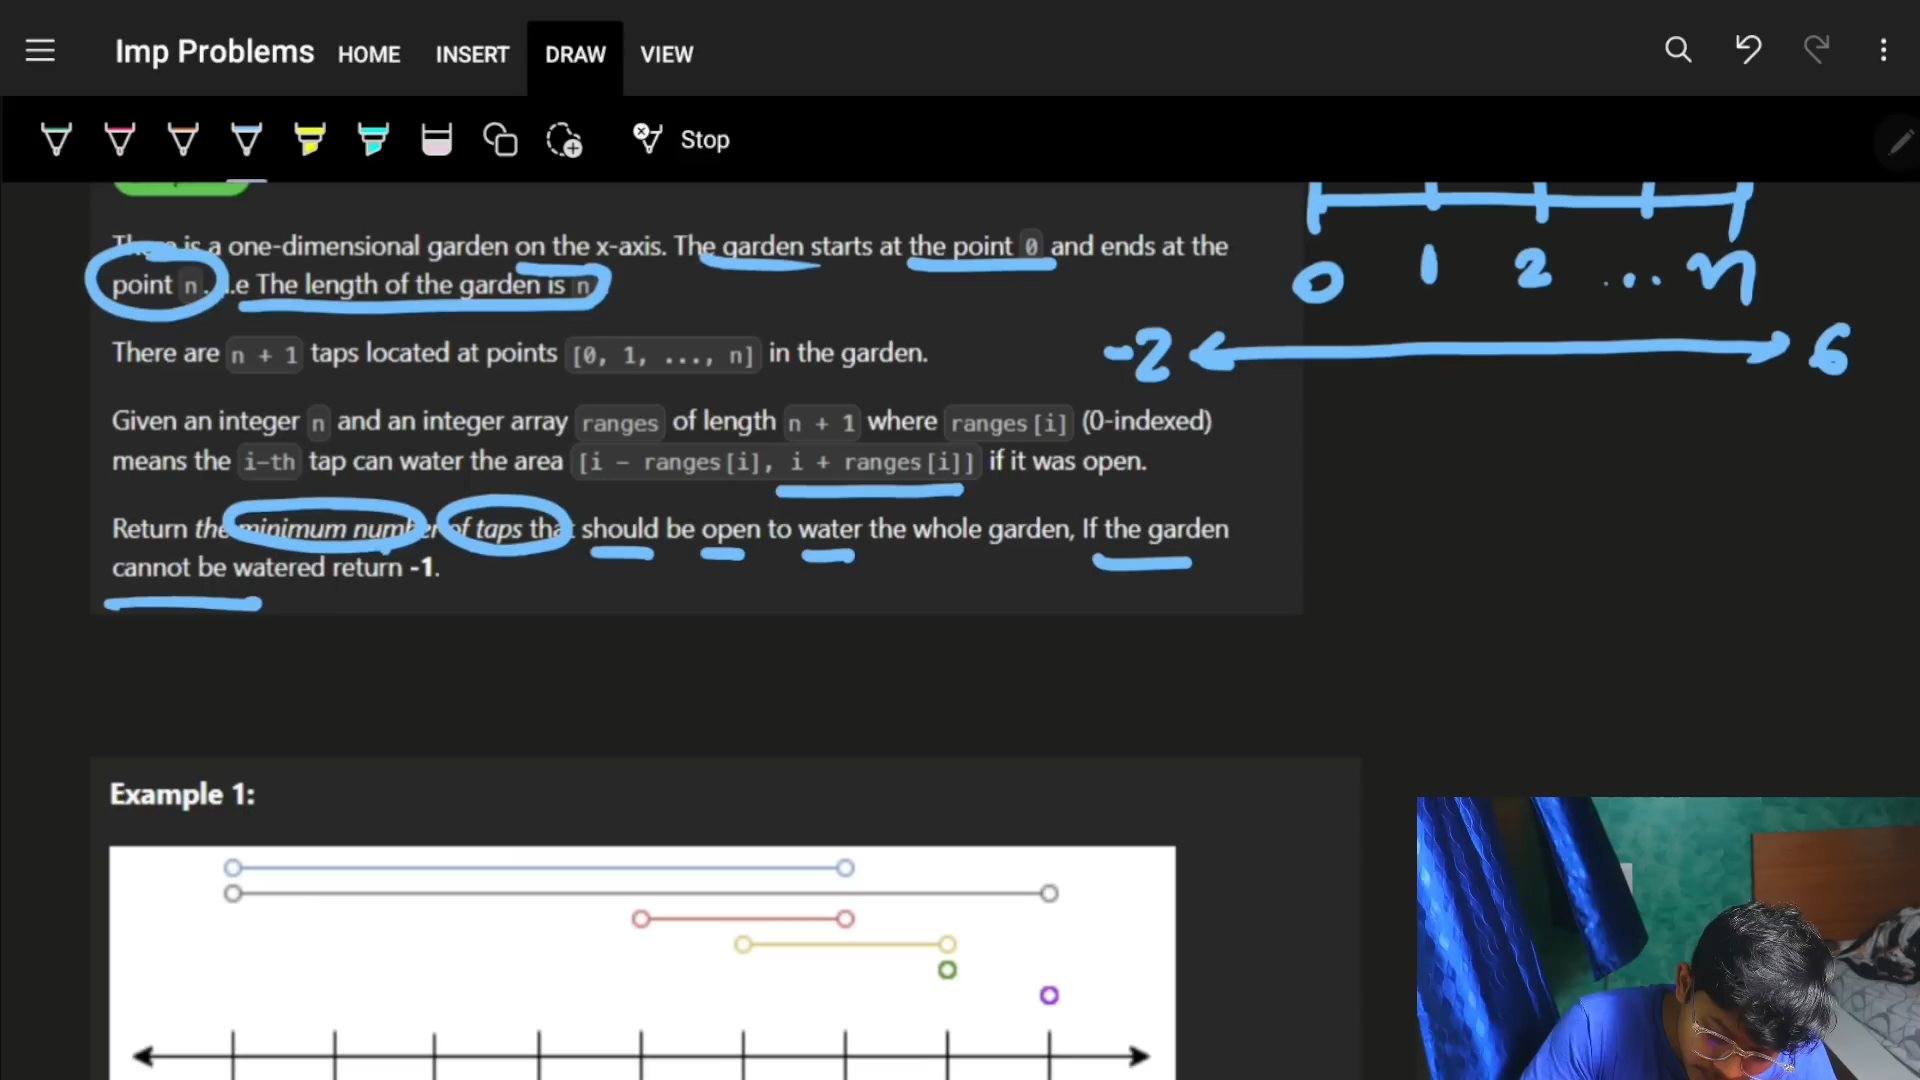 Imp Problems HOME INSERT DRAW VIEW
Stop
There is a one-dimensional garden on the x-axis. The garden starts at the point 0 and ends at the
point n. i.e The length of the garden is n
There are n + 1 taps located at points [0, 1, ..., n] in the garden.
Given an integer n and an integer array ranges of length n + 1 where ranges[i] (0-indexed)
means the i-th tap can water the area [i - ranges[i], i + ranges[i]] if it was open.
Return the minimum number of taps that should be open to water the whole garden, If the garden
cannot be watered return -1.
0 1 2 ... n
-2 6
Example 1: